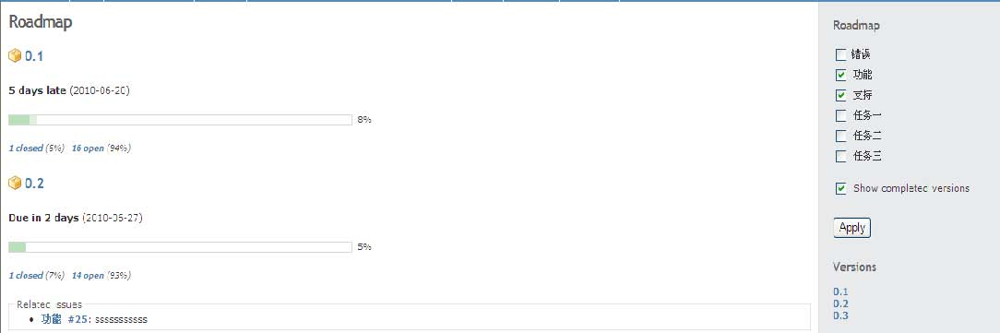 Roadmap
0.1
5 days late (2010-06-20)
8%
1 closed (6%) 16 open (94%)
0.2
Due in 2 days (2010-06-27)
5%
1 closed (7%) 14 open (93%)
Related issues
功能 #25: sssssssssss
Roadmap
错误
功能
支持
任务一
任务二
任务三
Show completed versions
Apply
Versions
0.1
0.2
0.3